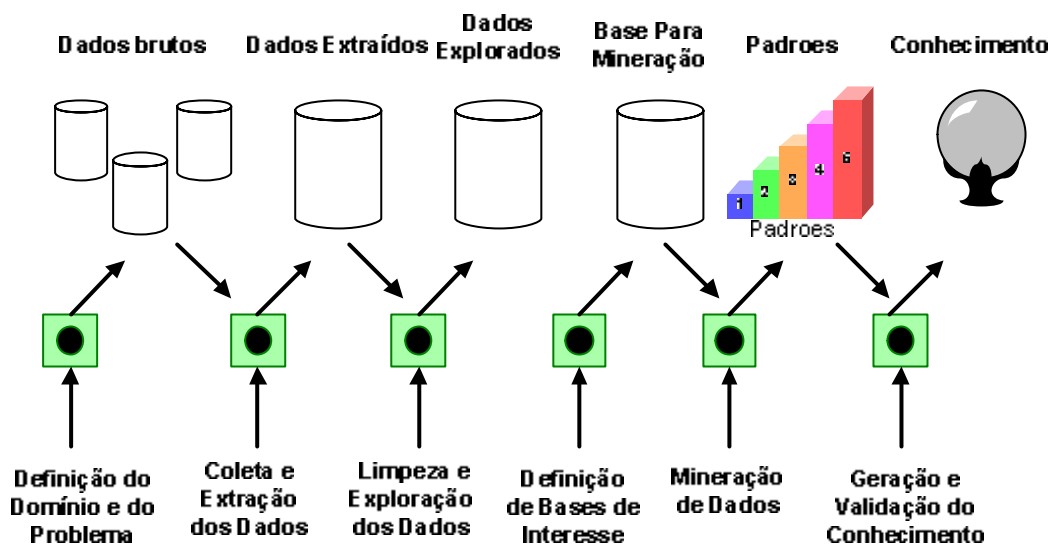 Dados brutos
Dados Extraídos
Dados
Explorados
Base Para
Mineração
Padroes
Conhecimento
1
2
3
4
5
Padroes
Definição do
Domínio e do
Problema
Coleta e
Extração
dos Dados
Limpeza e
Exploração
dos Dados
Definição
de Bases de
Interesse
Mineração
de Dados
Geração e
Validação do
Conhecimento